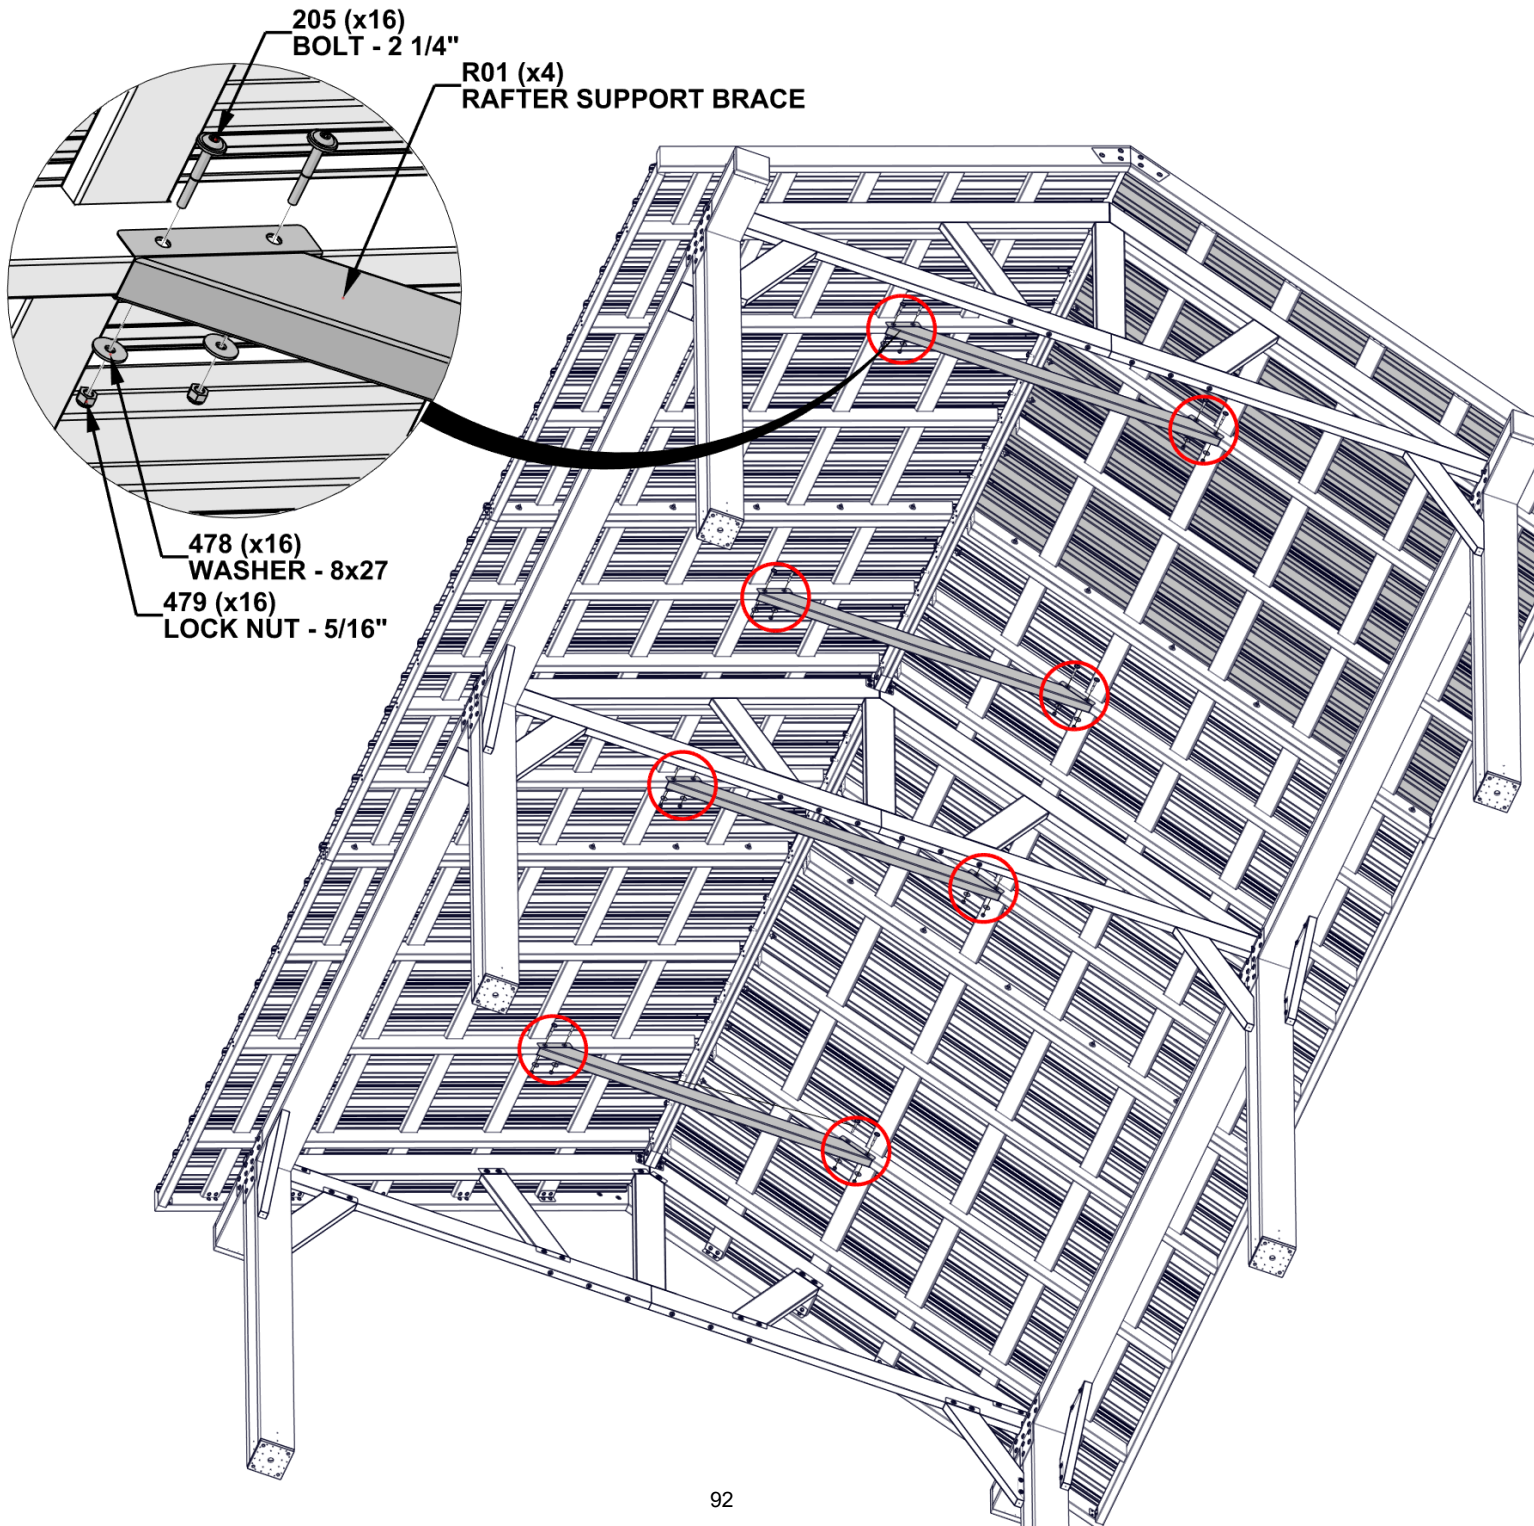 205 (x16)
BOLT - 2 1/4"
R01 (x4)
RAFTER SUPPORT BRACE
478 (x16)
WASHER - 8x27
479 (x16)
LOCK NUT - 5/16"
92